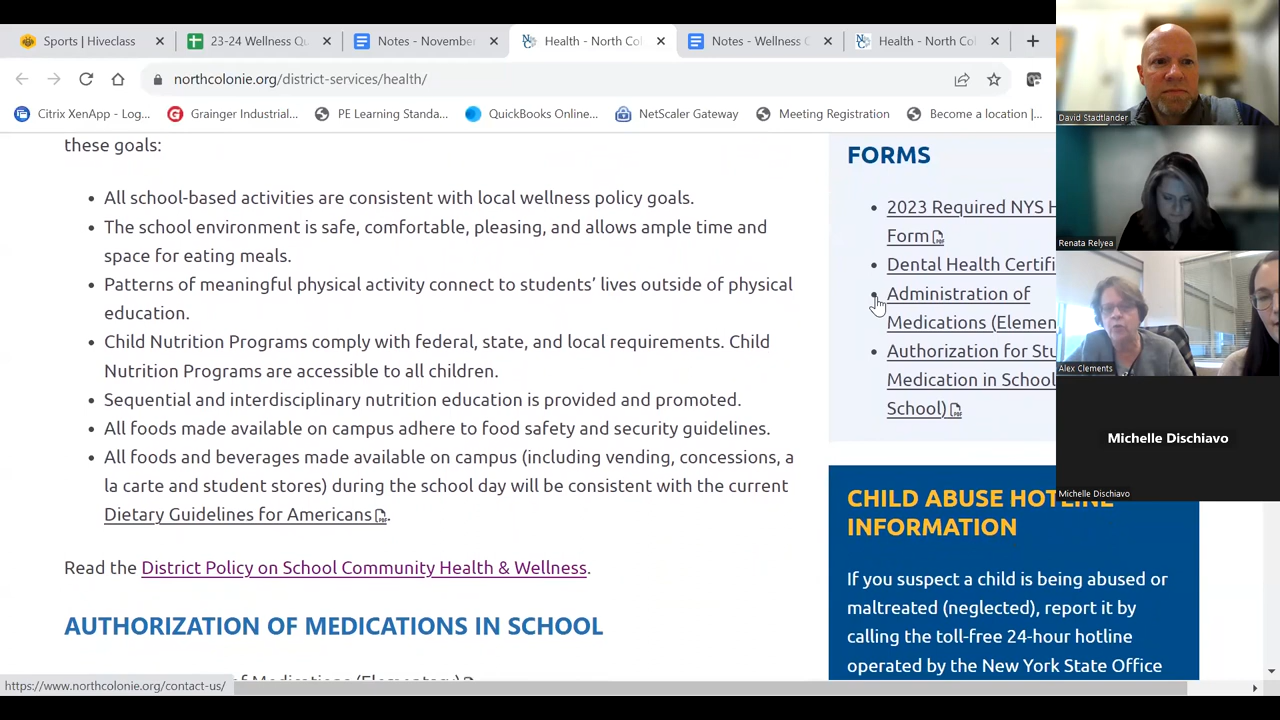 Sports | Hiveclass
23-24 Wellness Qu
Notes - November
Health - North Col
Notes - Wellness C
Health - North Col
northcolonie.org/district-services/health/
Citrix XenApp - Log...
Grainger Industrial...
PE Learning Standa...
QuickBooks Online...
NetScaler Gateway
Meeting Registration
Become a location |...
these goals:
• All school-based activities are consistent with local wellness policy goals.
• The school environment is safe, comfortable, pleasing, and allows ample time and
space for eating meals.
• Patterns of meaningful physical activity connect to students’ lives outside of physical
education.
• Child Nutrition Programs comply with federal, state, and local requirements. Child
Nutrition Programs are accessible to all children.
• Sequential and interdisciplinary nutrition education is provided and promoted.
• All foods made available on campus adhere to food safety and security guidelines.
• All foods and beverages made available on campus (including vending, concessions, a
la carte and student stores) during the school day will be consistent with the current
Dietary Guidelines for Americans.
Read the District Policy on School Community Health & Wellness.
AUTHORIZATION OF MEDICATIONS IN SCHOOL
of Medications (Elementary)
https://www.northcolonie.org/contact-us/
FORMS
• 2023 Required NYS H
Form
• Dental Health Certifi
• Administration of
Medications (Elemen
• Authorization for Stu
Medication in School
School)
CHILD ABUSE HOTLINE
INFORMATION
If you suspect a child is being abused or
maltreated (neglected), report it by
calling the toll-free 24-hour hotline
operated by the New York State Office
David Stadtlander
Renata Relyea
Alex Clements
Michelle Dischiavo
Michelle Dischiavo